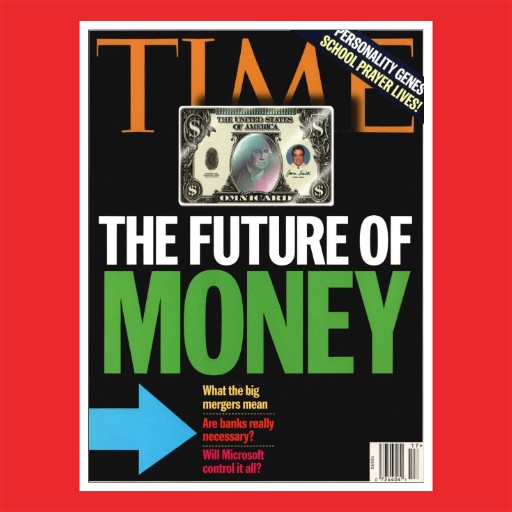 TIME
PERSONALITY GENES
SCHOOL PRAYER LIVES!
THE UNITED STATES
OF AMERICA
$ $
$ $
OMNICARD
THE FUTURE OF
MONEY
What the big
mergers mean
Are banks really
necessary?
Will Microsoft
control it all?
17>